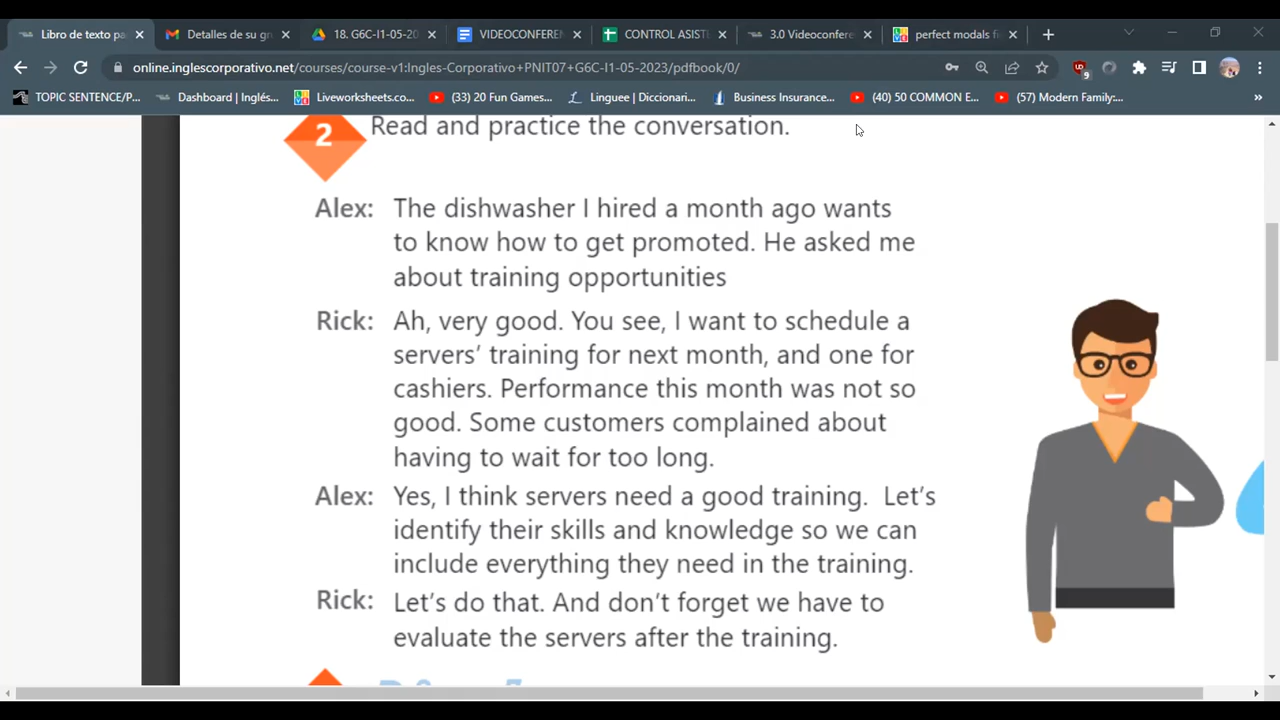 Libro de texto pa
Detalles de su gr
18. G6C-I1-05-20
VIDEOCONFEREN
CONTROL ASIST
3.0 Videoconfere
perfect modals f
online.inglescorporativo.net/courses/course-v1:Ingles-Corporativo+PNIT07+G6C-I1-05-2023/pdfbook/0/
9
TOPIC SENTENCE/P...
Dashboard | Inglés...
Liveworksheets.co...
(33) 20 Fun Games...
Linguee | Diccionari...
Business Insurance...
(40) 50 COMMON E...
(57) Modern Family:...
»
2
Read and practice the conversation.
Alex: The dishwasher I hired a month ago wants
to know how to get promoted. He asked me
about training opportunities
Rick: Ah, very good. You see, I want to schedule a
servers’ training for next month, and one for
cashiers. Performance this month was not so
good. Some customers complained about
having to wait for too long.
Alex: Yes, I think servers need a good training. Let’s
identify their skills and knowledge so we can
include everything they need in the training.
Rick: Let’s do that. And don’t forget we have to
evaluate the servers after the training.